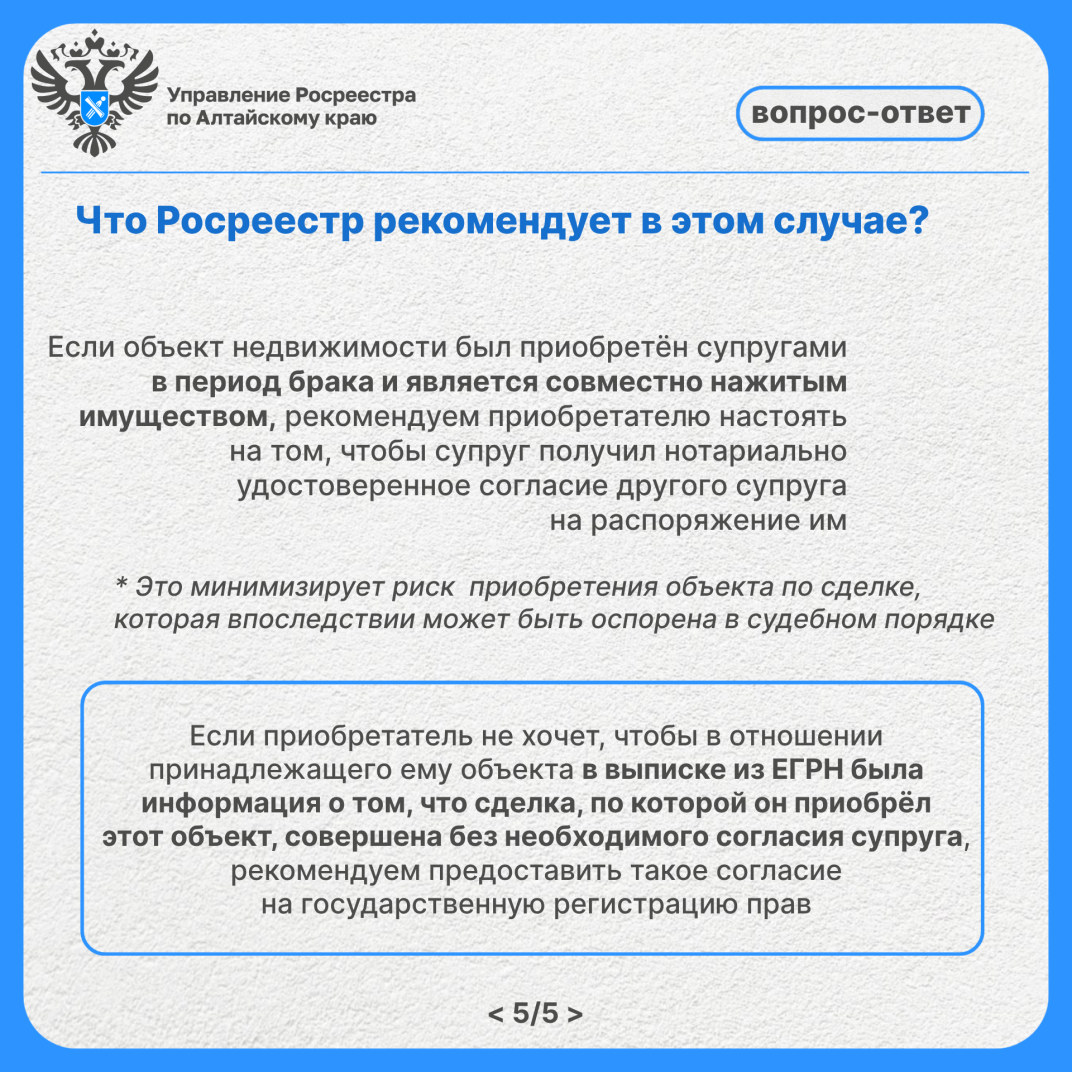 Управление Росреестра
по Алтайскому краю
вопрос-ответ
Что Росреестр рекомендует в этом случае?
Если объект недвижимости был приобретён супругами
в период брака и является совместно нажитым
имуществом, рекомендуем приобретателю настоять
на том, чтобы супруг получил нотариально
удостоверенное согласие другого супруга
на распоряжение им
* Это минимизирует риск  приобретения объекта по сделке,
которая впоследствии может быть оспорена в судебном порядке
Если приобретатель не хочет, чтобы в отношении
принадлежащего ему объекта в выписке из ЕГРН была
информация о том, что сделка, по которой он приобрёл
этот объект, совершена без необходимого согласия супруга,
рекомендуем предоставить такое согласие
на государственную регистрацию прав
< 5/5 >